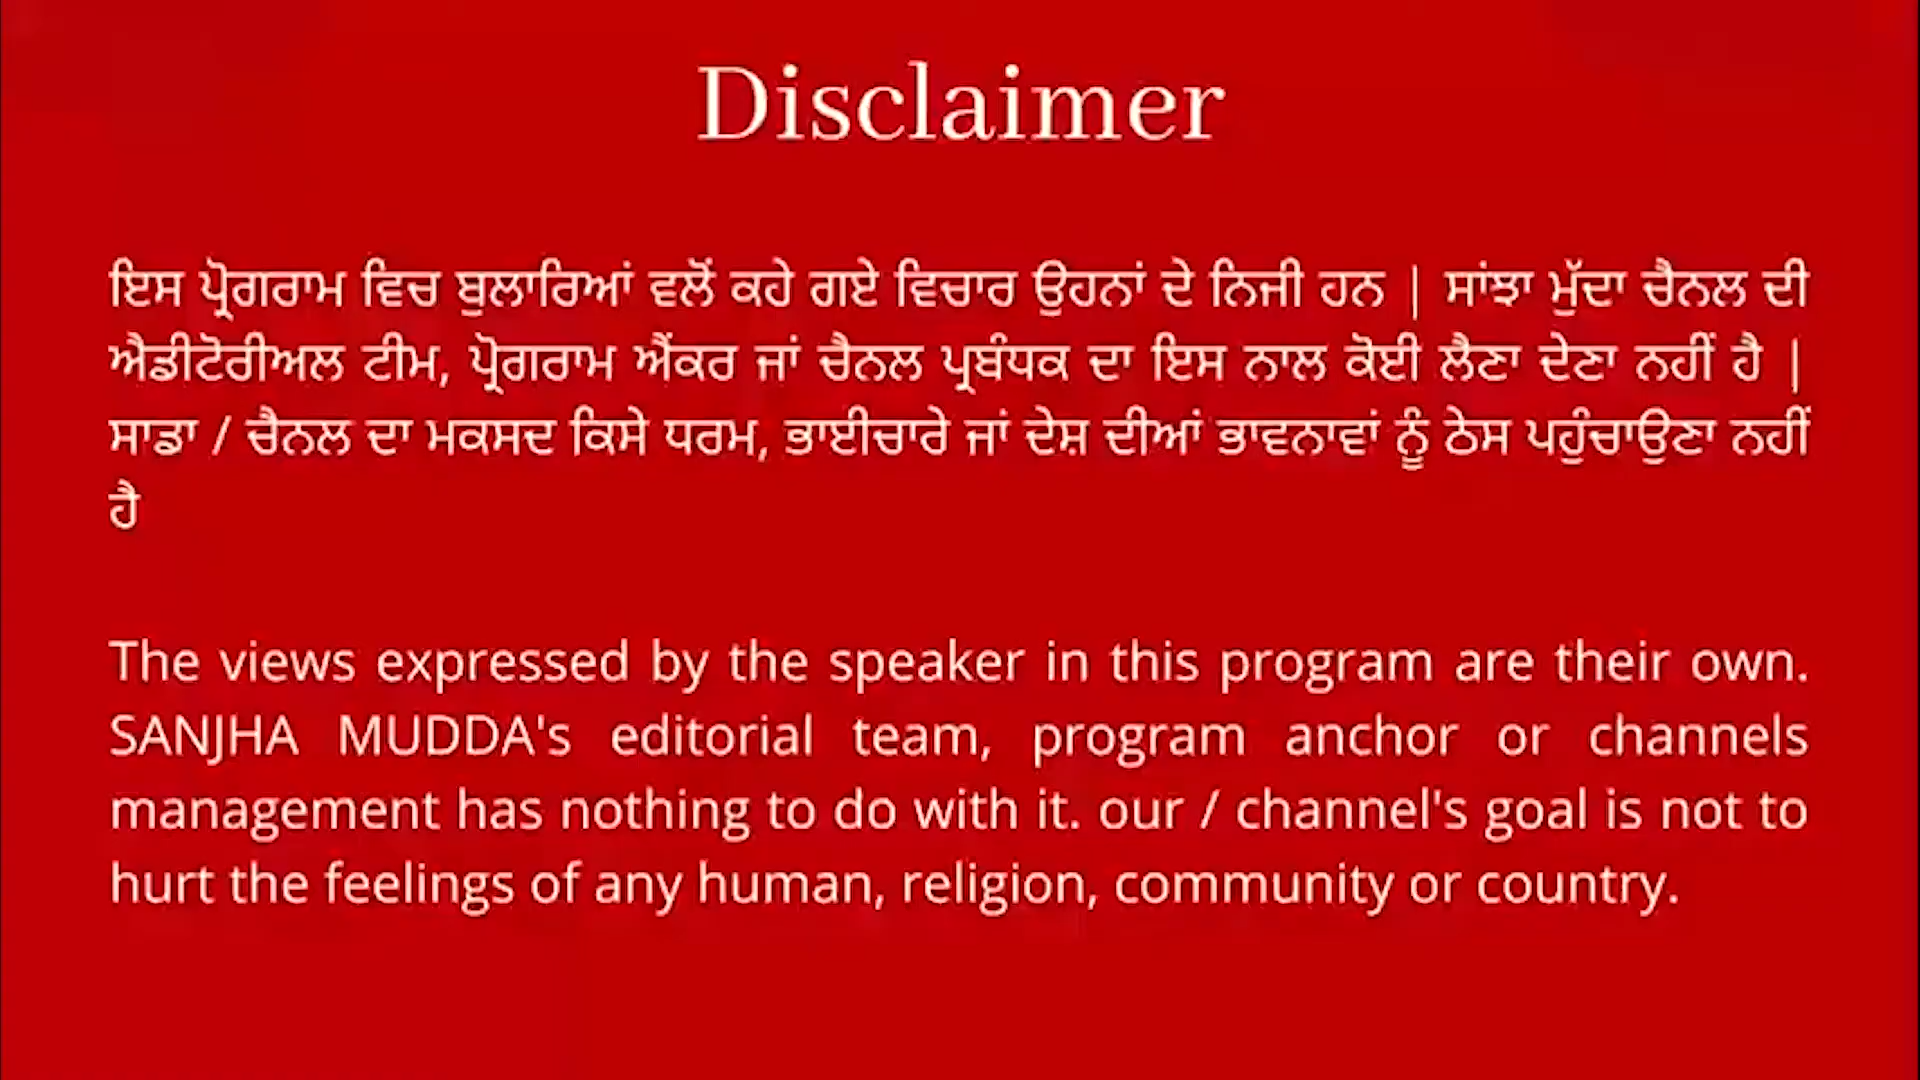 Disclaimer
ਇਸ ਪ੍ਰੋਗਰਾਮ ਵਿਚ ਬੁਲਾਰਿਆਂ ਵਲੋਂ ਕਹੇ ਗਏ ਵਿਚਾਰ ਉਹਨਾਂ ਦੇ ਨਿਜੀ ਹਨ | ਸਾਂਝਾ ਮੁੱਦਾ ਚੈਨਲ ਦੀ
ਐਡੀਟੋਰੀਅਲ ਟੀਮ, ਪ੍ਰੋਗਰਾਮ ਐਂਕਰ ਜਾਂ ਚੈਨਲ ਪ੍ਰਬੰਧਕ ਦਾ ਇਸ ਨਾਲ ਕੋਈ ਲੈਣਾ ਦੇਣਾ ਨਹੀਂ ਹੈ |
ਸਾਡਾ / ਚੈਨਲ ਦਾ ਮਕਸਦ ਕਿਸੇ ਧਰਮ, ਭਾਈਚਾਰੇ ਜਾਂ ਦੇਸ਼ ਦੀਆਂ ਭਾਵਨਾਵਾਂ ਨੂੰ ਠੇਸ ਪਹੁੰਚਾਉਣਾ ਨਹੀਂ
ਹੈ
The views expressed by the speaker in this program are their own.
SANJHA MUDDA's editorial team, program anchor or channels
management has nothing to do with it. our / channel's goal is not to
hurt the feelings of any human, religion, community or country.